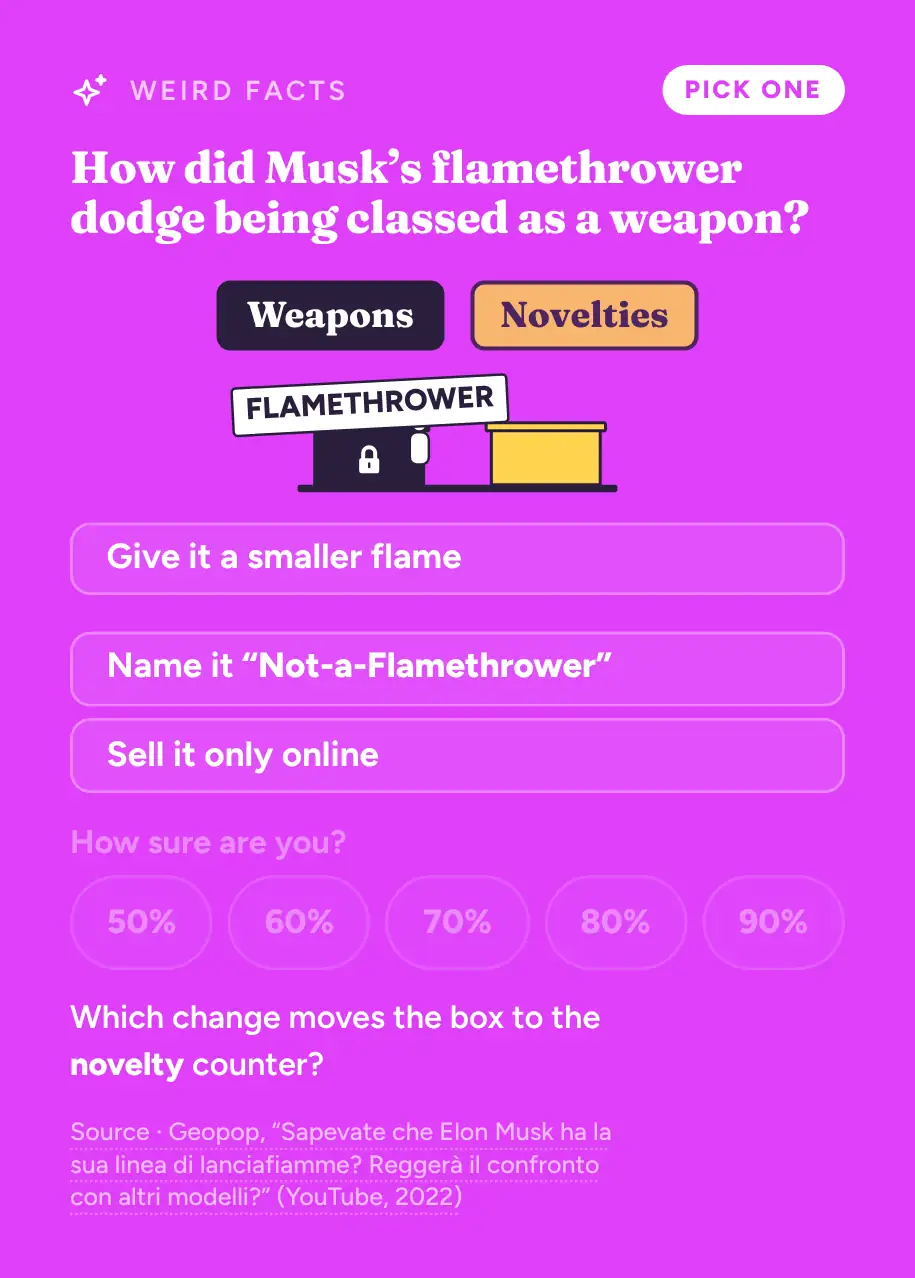 WEIRD FACTS
PICK ONE
How did Musk’s flamethrower
dodge being classed as a weapon?
Weapons
Novelties
FLAMETHROWER
Give it a smaller flame
Name it “Not-a-Flamethrower”
Sell it only online
How sure are you?
50%
60%
70%
80%
90%
Which change moves the box to the
novelty counter?
Source · Geopop, “Sapevate che Elon Musk ha la
sua linea di lanciafiamme? Reggerà il confronto
con altri modelli?” (YouTube, 2022)